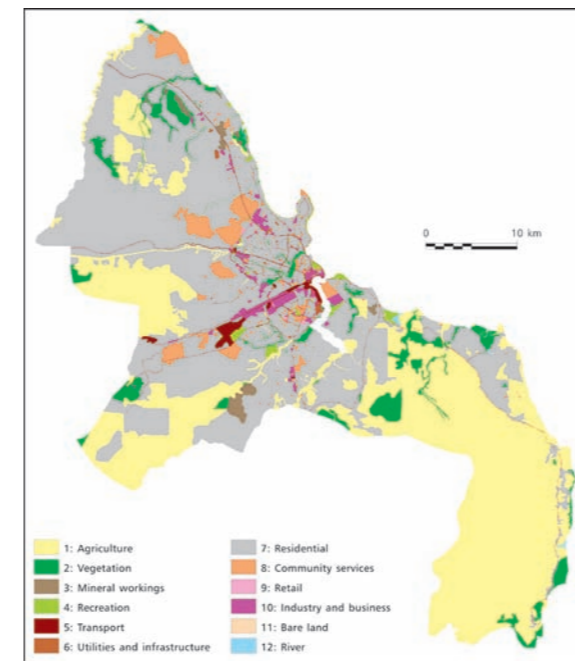 0 10 km
1: Agriculture
2: Vegetation
3: Mineral workings
4: Recreation
5: Transport
6: Utilities and infrastructure
7: Residential
8: Community services
9: Retail
10: Industry and business
11: Bare land
12: River